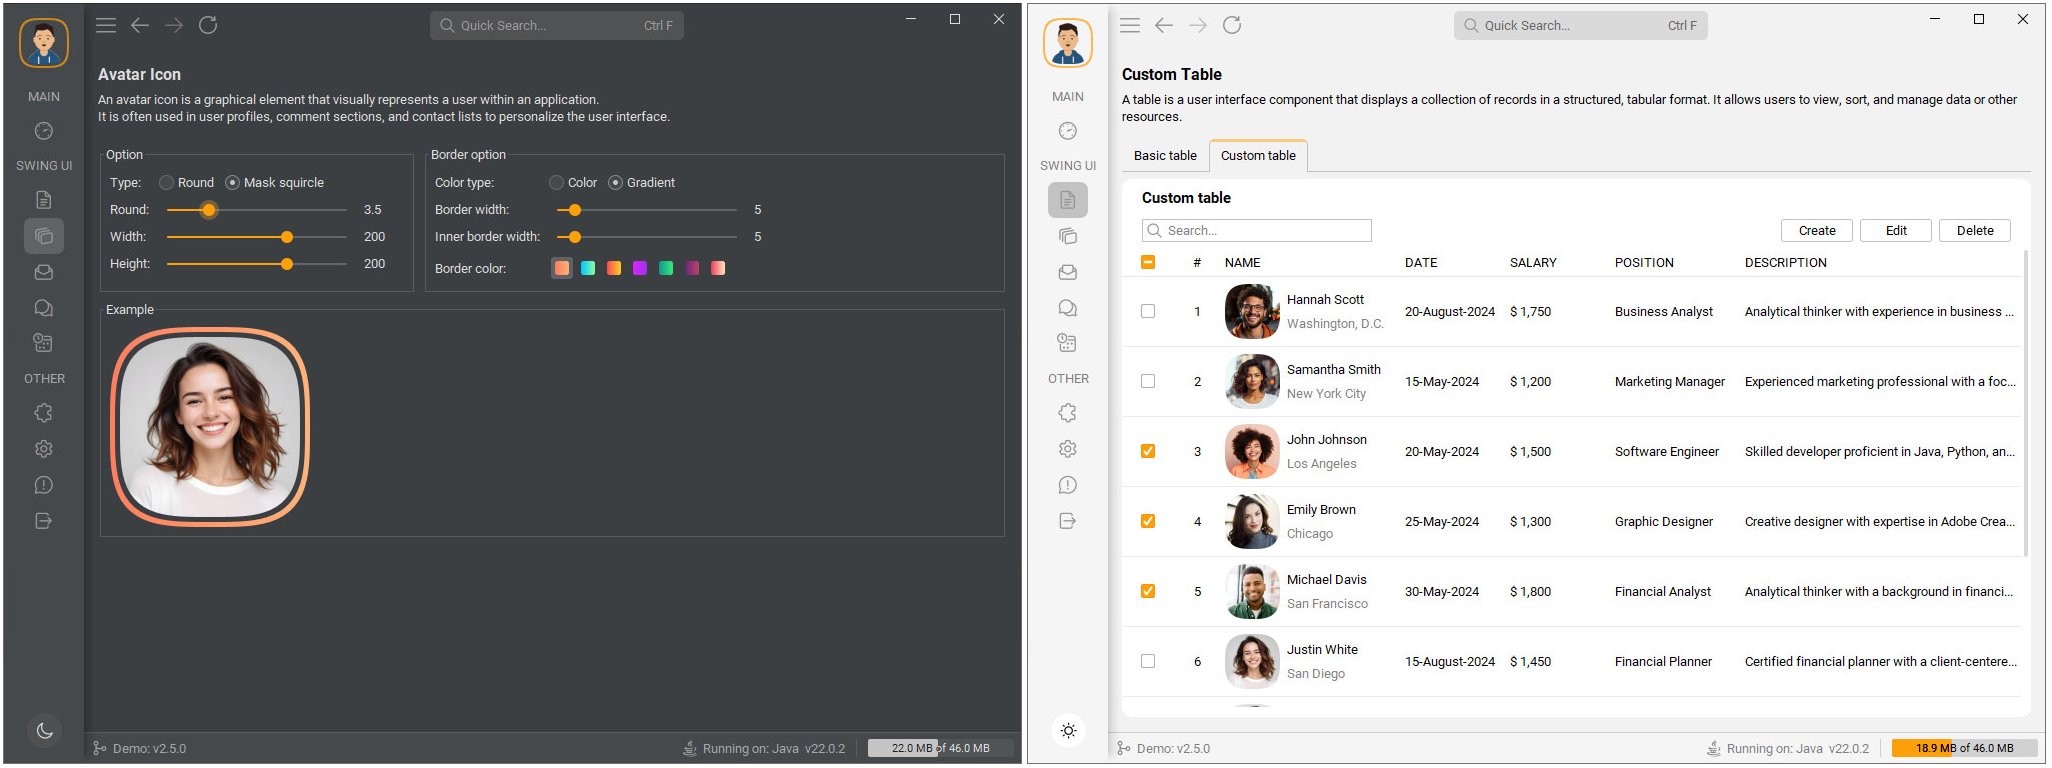 Quick Search...
Ctrl F
Avatar Icon
MAIN
An avatar icon is a graphical element that visually represents a user within an application.
It is often used in user profiles, comment sections, and contact lists to personalize the user interface.
SWING UI
Option
Type:
Round
Mask squircle
Round:
3.5
Width:
200
Height:
200
Border option
Color type:
Color
Gradient
Border width:
5
Inner border width:
5
Border color:
Example
OTHER
Demo: v2.5.0
Running on: Java v22.0.2
22.0 MB of 46.0 MB
Quick Search...
Ctrl F
Custom Table
MAIN
A table is a user interface component that displays a collection of records in a structured, tabular format. It allows users to view, sort, and manage data or other
resources.
SWING UI
Basic table
Custom table
Custom table
Search...
Create
Edit
Delete
# NAME DATE SALARY POSITION DESCRIPTION
1 Hannah Scott 20-August-2024 $ 1,750 Business Analyst Analytical thinker with experience in business ...
Washington, D.C.
2 Samantha Smith 15-May-2024 $ 1,200 Marketing Manager Experienced marketing professional with a foc...
New York City
OTHER
3 John Johnson 20-May-2024 $ 1,500 Software Engineer Skilled developer proficient in Java, Python, an...
Los Angeles
4 Emily Brown 25-May-2024 $ 1,300 Graphic Designer Creative designer with expertise in Adobe Crea...
Chicago
5 Michael Davis 30-May-2024 $ 1,800 Financial Analyst Analytical thinker with a background in financi...
San Francisco
6 Justin White 15-August-2024 $ 1,450 Financial Planner Certified financial planner with a client-centere...
San Diego
Demo: v2.5.0
Running on: Java v22.0.2
18.9 MB of 46.0 MB